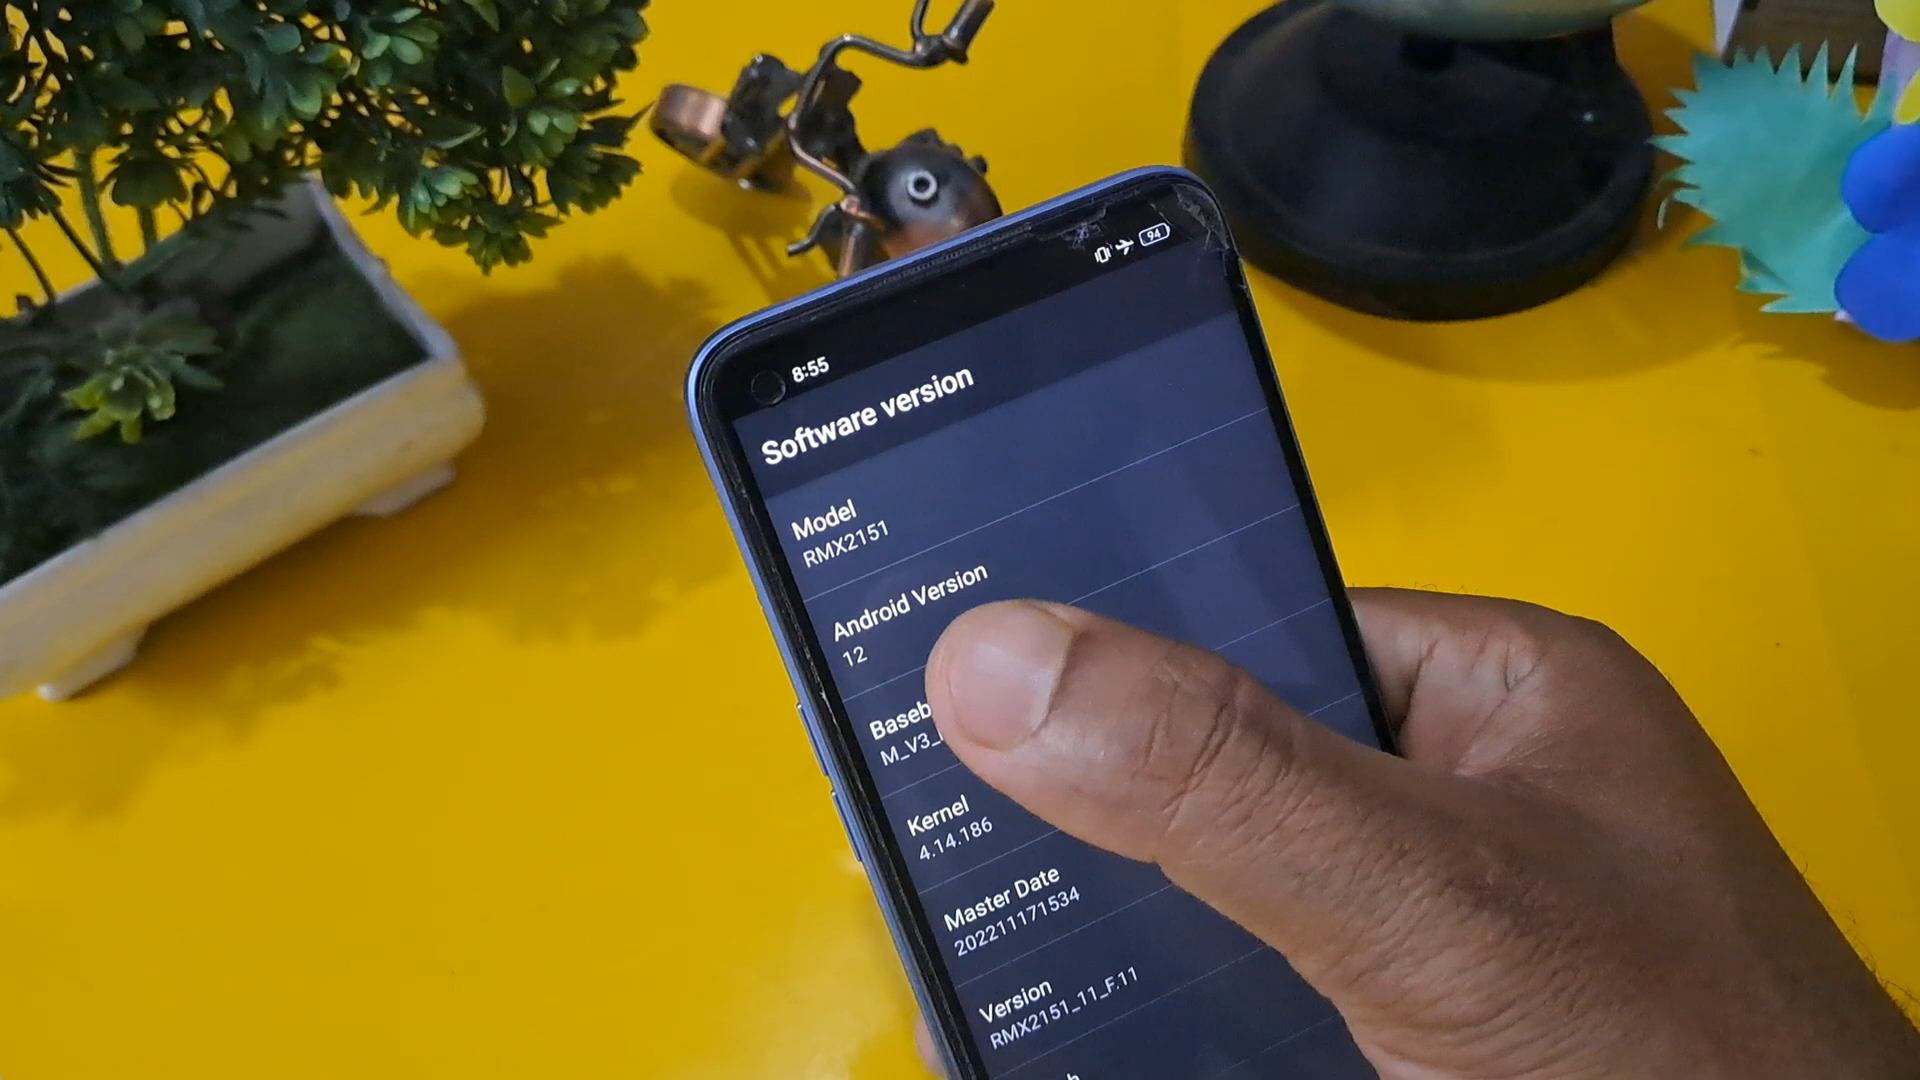 8:55
94
Software version
Model
RMX2151
Android Version
12
Baseb
M_V3_
Kernel
4.14.186
Master Date
202211171534
Version
RMX2151_11_F.11